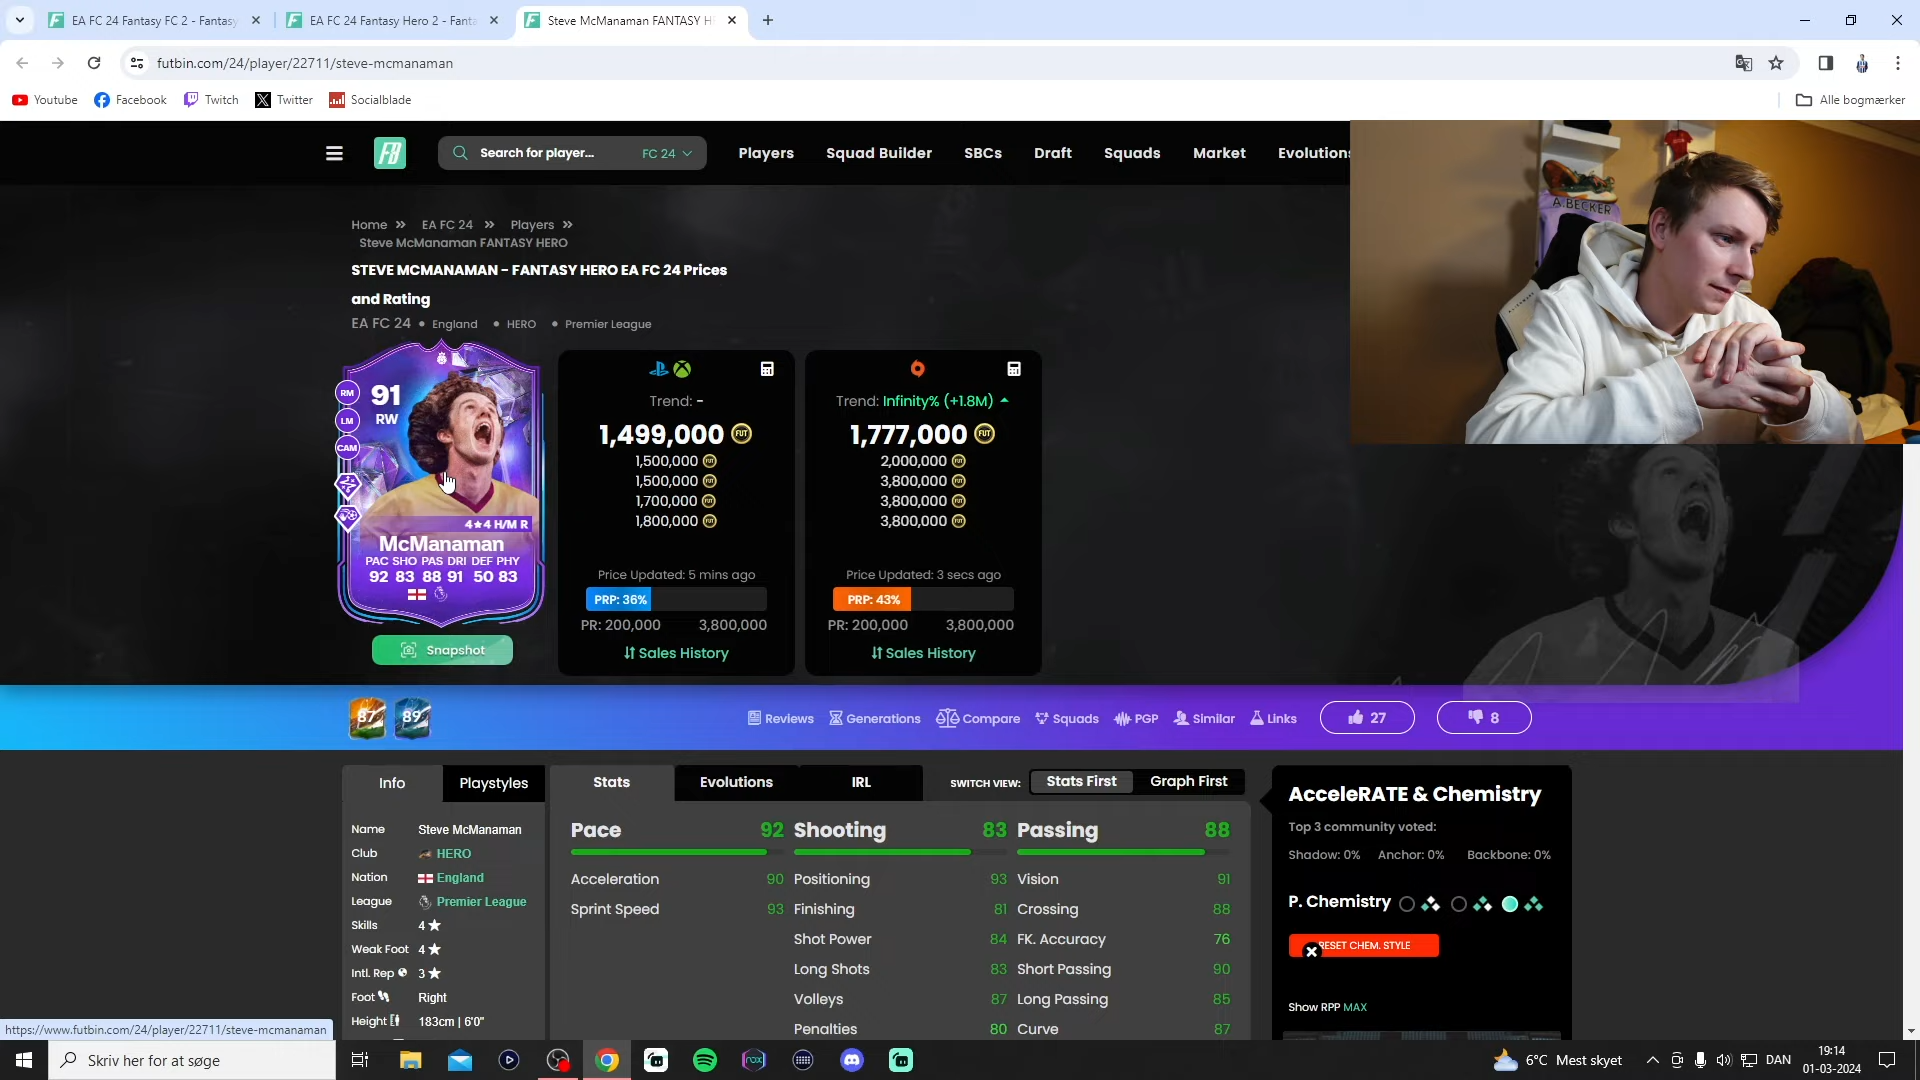 EA FC 24 Fantasy FC 2 - Fantasy
EA FC 24 Fantasy Hero 2 - Fanta
Steve McManaman FANTASY H
futbin.com/24/player/22711/steve-mcmanaman
Youtube
Facebook
Twitch
Twitter
Socialblade
Alle bogmærker
FB
Search for player...
FC 24
Players
Squad Builder
SBCs
Draft
Squads
Market
Evolutions
A.BECKER
Home » EA FC 24 » Players »
Steve McManaman FANTASY HERO
STEVE MCMANAMAN - FANTASY HERO EA FC 24 Prices
and Rating
EA FC 24 • England • HERO • Premier League
RM
LM
CAM
91
RW
4★4 H/M R
McManaman
PAC SHO PAS DRI DEF PHY
92 83 88 91 50 83
Snapshot
Trend: -
1,499,000
1,500,000
1,500,000
1,700,000
1,800,000
Price Updated: 5 mins ago
PRP: 36%
PR: 200,000 3,800,000
Sales History
Trend: Infinity% (+1.8M)
1,777,000
2,000,000
3,800,000
3,800,000
3,800,000
Price Updated: 3 secs ago
PRP: 43%
PR: 200,000 3,800,000
Sales History
87
89
Reviews
Generations
Compare
Squads
PGP
Similar
Links
27
8
Info
Playstyles
Name Steve McManaman
Club HERO
Nation England
League Premier League
Skills 4★
Weak Foot 4★
Intl. Rep 3★
Foot Right
Height 183cm | 6'0"
Stats
Evolutions
IRL
SWITCH VIEW:
Stats First
Graph First
Pace 92
Acceleration 90
Sprint Speed 93
Shooting 83
Positioning 93
Finishing 81
Shot Power 84
Long Shots 83
Volleys 87
Penalties 80
Passing 88
Vision 91
Crossing 88
FK. Accuracy 76
Short Passing 90
Long Passing 85
Curve 87
AcceleRATE & Chemistry
Top 3 community voted:
Shadow: 0% Anchor: 0% Backbone: 0%
P. Chemistry
RESET CHEM. STYLE
Show RPP MAX
https://www.futbin.com/24/player/22711/steve-mcmanaman
Skriv her for at søge
6°C Mest skyet
DAN
19:14
01-03-2024